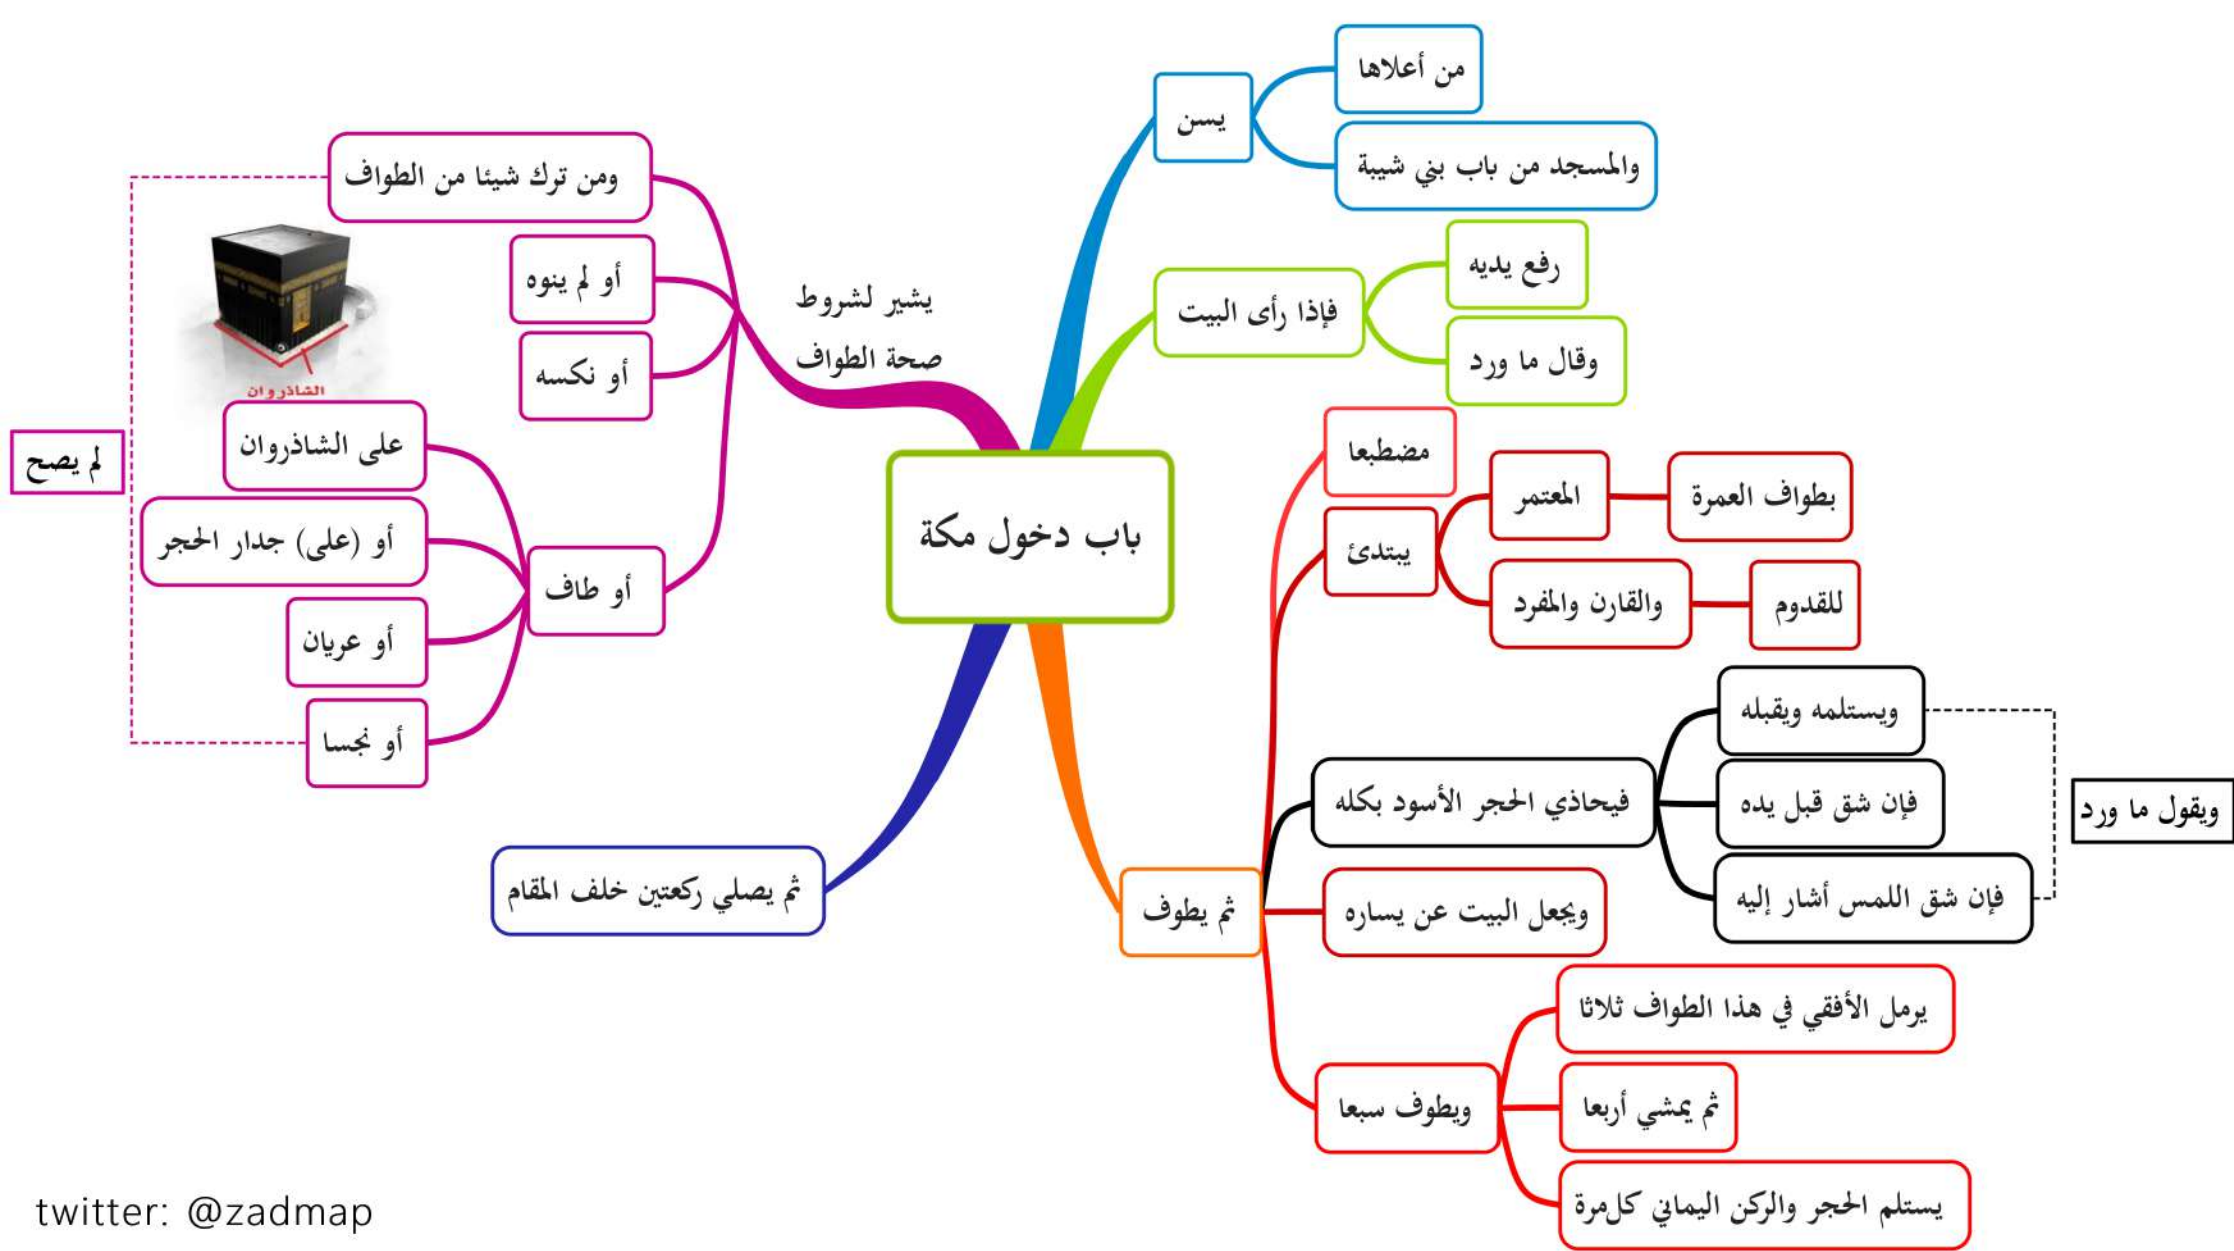 باب دخول مكة
يسن
من أعلاها
والمسجد من باب بني شيبة
فإذا رأى البيت
رفع يديه
وقال ما ورد
ثم يطوف
مضطبعا
يبتدئ
المعتمر
بطواف العمرة
والقارن والمفرد
للقدوم
فيحاذي الحجر الأسود بكله
ويستلمه ويقبله
فإن شق قبل يده
فإن شق اللمس أشار إليه
ويقول ما ورد
ويجعل البيت عن يساره
ويطوف سبعا
يرمل الأفقي في هذا الطواف ثلاثا
ثم يمشي أربعا
يستلم الحجر والركن اليماني كل مرة
يشير لشروط
صحة الطواف
ومن ترك شيئا من الطواف
أو لم ينوه
أو نكسه
أو طاف
على الشاذروان
أو (على) جدار الحجر
أو عريان
أو نجسا
لم يصح
الشاذروان
ثم يصلي ركعتين خلف المقام
twitter: @zadmap